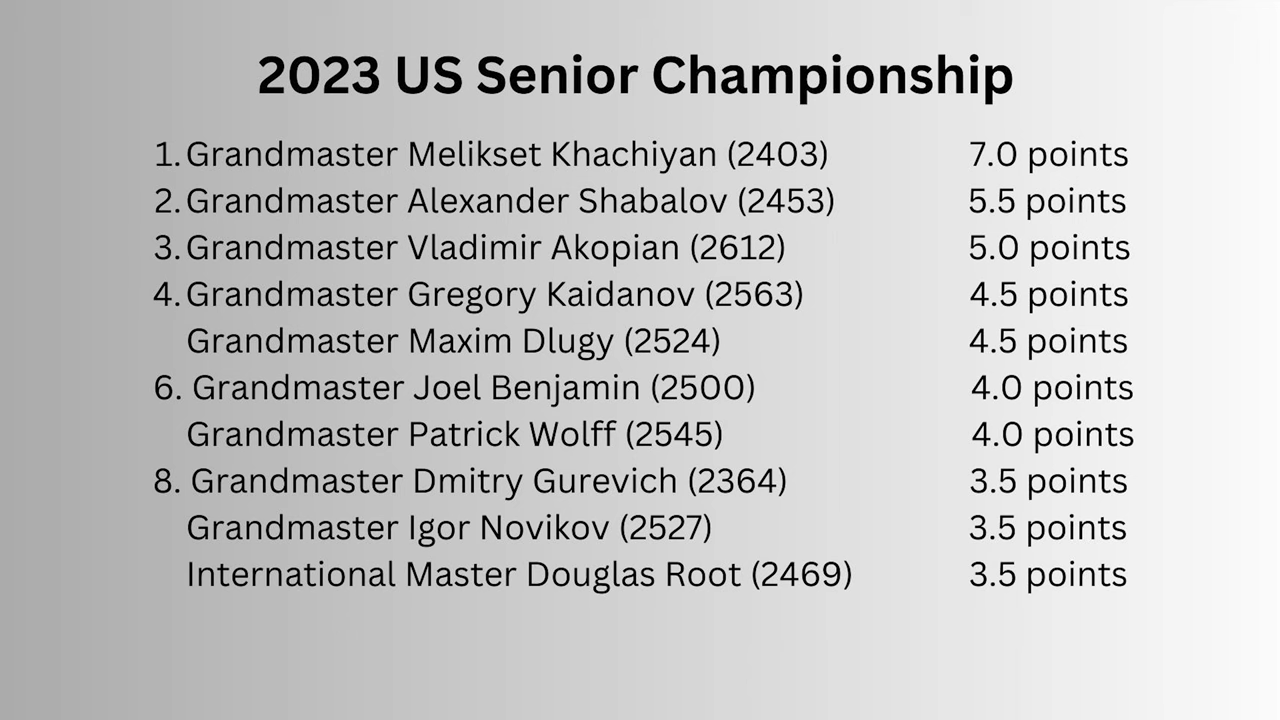 2023 US Senior Championship
1. Grandmaster Melikset Khachiyan (2403) 7.0 points
2. Grandmaster Alexander Shabalov (2453) 5.5 points
3. Grandmaster Vladimir Akopian (2612) 5.0 points
4. Grandmaster Gregory Kaidanov (2563) 4.5 points
Grandmaster Maxim Dlugy (2524) 4.5 points
6. Grandmaster Joel Benjamin (2500) 4.0 points
Grandmaster Patrick Wolff (2545) 4.0 points
8. Grandmaster Dmitry Gurevich (2364) 3.5 points
Grandmaster Igor Novikov (2527) 3.5 points
International Master Douglas Root (2469) 3.5 points